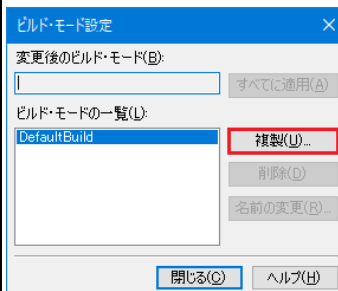 ビルド・モード設定
変更後のビルド・モード(B):
すべてに適用(A)
ビルド・モードの一覧(L):
DefaultBuild
複製(U)...
削除(D)
名前の変更(R)...
閉じる(C)
ヘルプ(H)